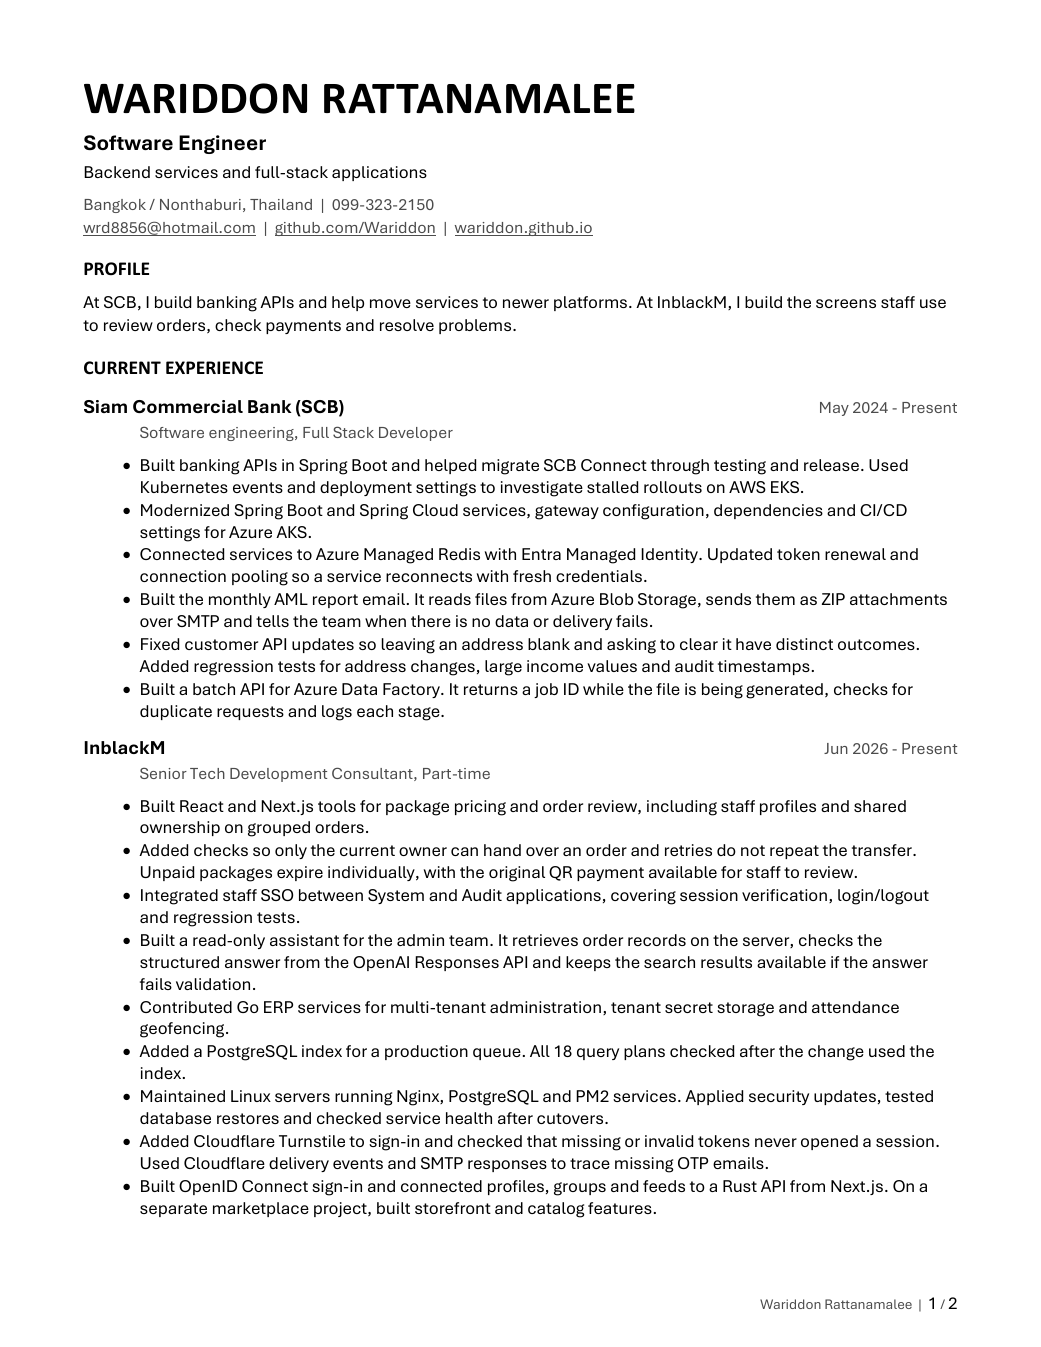 WARIDDON RATTANAMALEE
Software Engineer
Backend services and full-stack applications
Bangkok / Nonthaburi, Thailand | 099-323-2150
wrd8856@hotmail.com | github.com/Wariddon | wariddon.github.io
PROFILE
At SCB, I build banking APIs and help move services to newer platforms. At InblackM, I build the screens staff use
to review orders, check payments and resolve problems.
CURRENT EXPERIENCE
Siam Commercial Bank (SCB) May 2024 - Present
Software engineering, Full Stack Developer
• Built banking APIs in Spring Boot and helped migrate SCB Connect through testing and release. Used
Kubernetes events and deployment settings to investigate stalled rollouts on AWS EKS.
• Modernized Spring Boot and Spring Cloud services, gateway configuration, dependencies and CI/CD
settings for Azure AKS.
• Connected services to Azure Managed Redis with Entra Managed Identity. Updated token renewal and
connection pooling so a service reconnects with fresh credentials.
• Built the monthly AML report email. It reads files from Azure Blob Storage, sends them as ZIP attachments
over SMTP and tells the team when there is no data or delivery fails.
• Fixed customer API updates so leaving an address blank and asking to clear it have distinct outcomes.
Added regression tests for address changes, large income values and audit timestamps.
• Built a batch API for Azure Data Factory. It returns a job ID while the file is being generated, checks for
duplicate requests and logs each stage.
InblackM Jun 2026 - Present
Senior Tech Development Consultant, Part-time
• Built React and Next.js tools for package pricing and order review, including staff profiles and shared
ownership on grouped orders.
• Added checks so only the current owner can hand over an order and retries do not repeat the transfer.
Unpaid packages expire individually, with the original QR payment available for staff to review.
• Integrated staff SSO between System and Audit applications, covering session verification, login/logout
and regression tests.
• Built a read-only assistant for the admin team. It retrieves order records on the server, checks the
structured answer from the OpenAI Responses API and keeps the search results available if the answer
fails validation.
• Contributed Go ERP services for multi-tenant administration, tenant secret storage and attendance
geofencing.
• Added a PostgreSQL index for a production queue. All 18 query plans checked after the change used the
index.
• Maintained Linux servers running Nginx, PostgreSQL and PM2 services. Applied security updates, tested
database restores and checked service health after cutovers.
• Added Cloudflare Turnstile to sign-in and checked that missing or invalid tokens never opened a session.
Used Cloudflare delivery events and SMTP responses to trace missing OTP emails.
• Built OpenID Connect sign-in and connected profiles, groups and feeds to a Rust API from Next.js. On a
separate marketplace project, built storefront and catalog features.
Wariddon Rattanamalee | 1 / 2